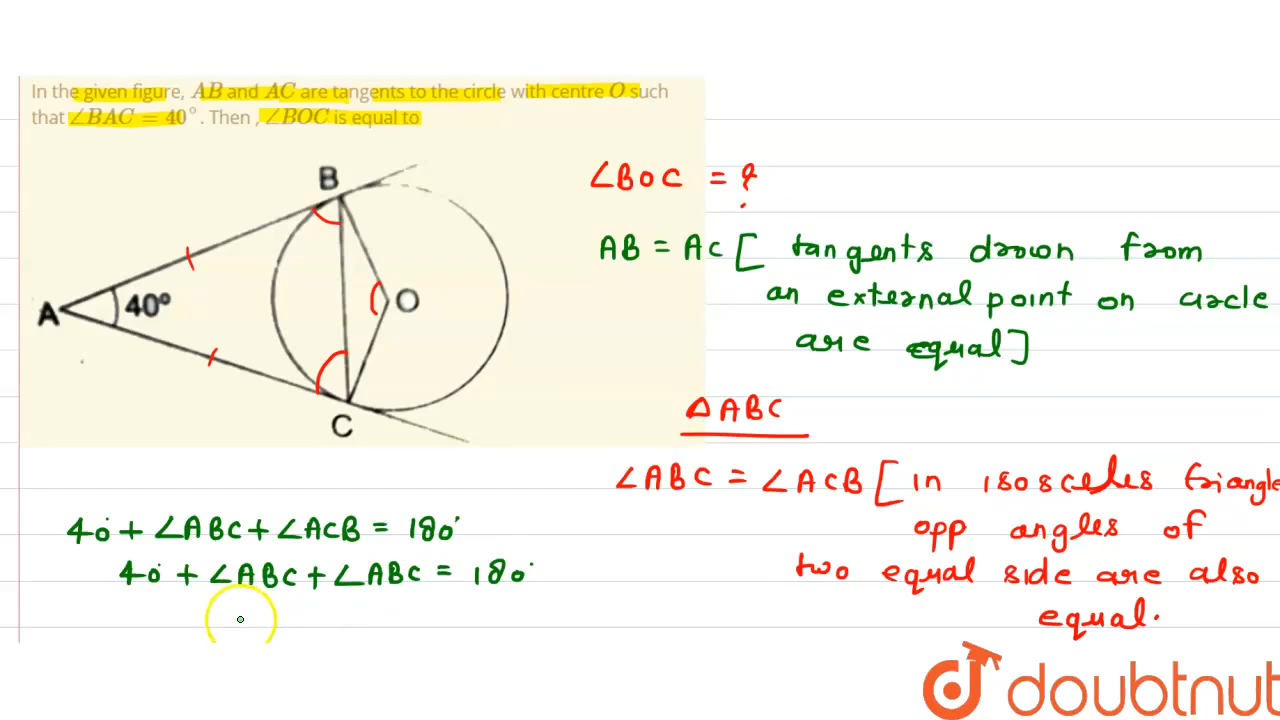 In the given figure, AB and AC are tangents to the circle with centre O such
that ∠BAC = 40°. Then , ∠BOC is equal to
B
A
40°
O
C
∠BOC = ?
AB = AC [ tangents drown from
an external point on circle
are equal ]
△ABC
∠ABC = ∠ACB [ in isosceles triangle
opp angles of
two equal side are also
equal.
40° + ∠ABC + ∠ACB = 180°
40° + ∠ABC + ∠ABC = 180°
doubtnut